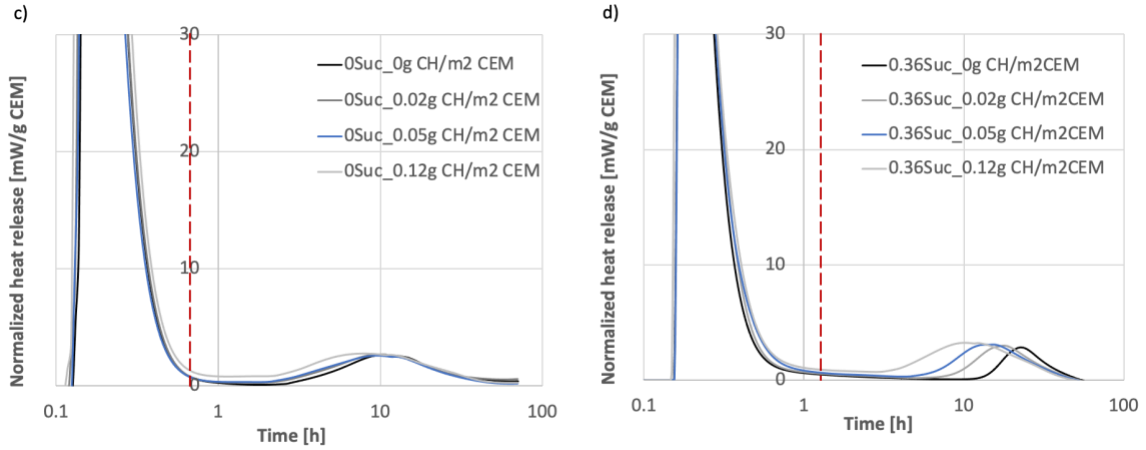 c)
Normalized heat release [mW/g CEM]
30
20
10
0
0.1
1
10
100
Time [h]
0Suc_0g CH/m2 CEM
0Suc_0.02g CH/m2 CEM
0Suc_0.05g CH/m2 CEM
0Suc_0.12g CH/m2 CEM
d)
Normalized heat release [mW/g CEM]
30
20
10
0
0.1
1
10
100
Time [h]
0.36Suc_0g CH/m2CEM
0.36Suc_0.02g CH/m2CEM
0.36Suc_0.05g CH/m2CEM
0.36Suc_0.12g CH/m2CEM